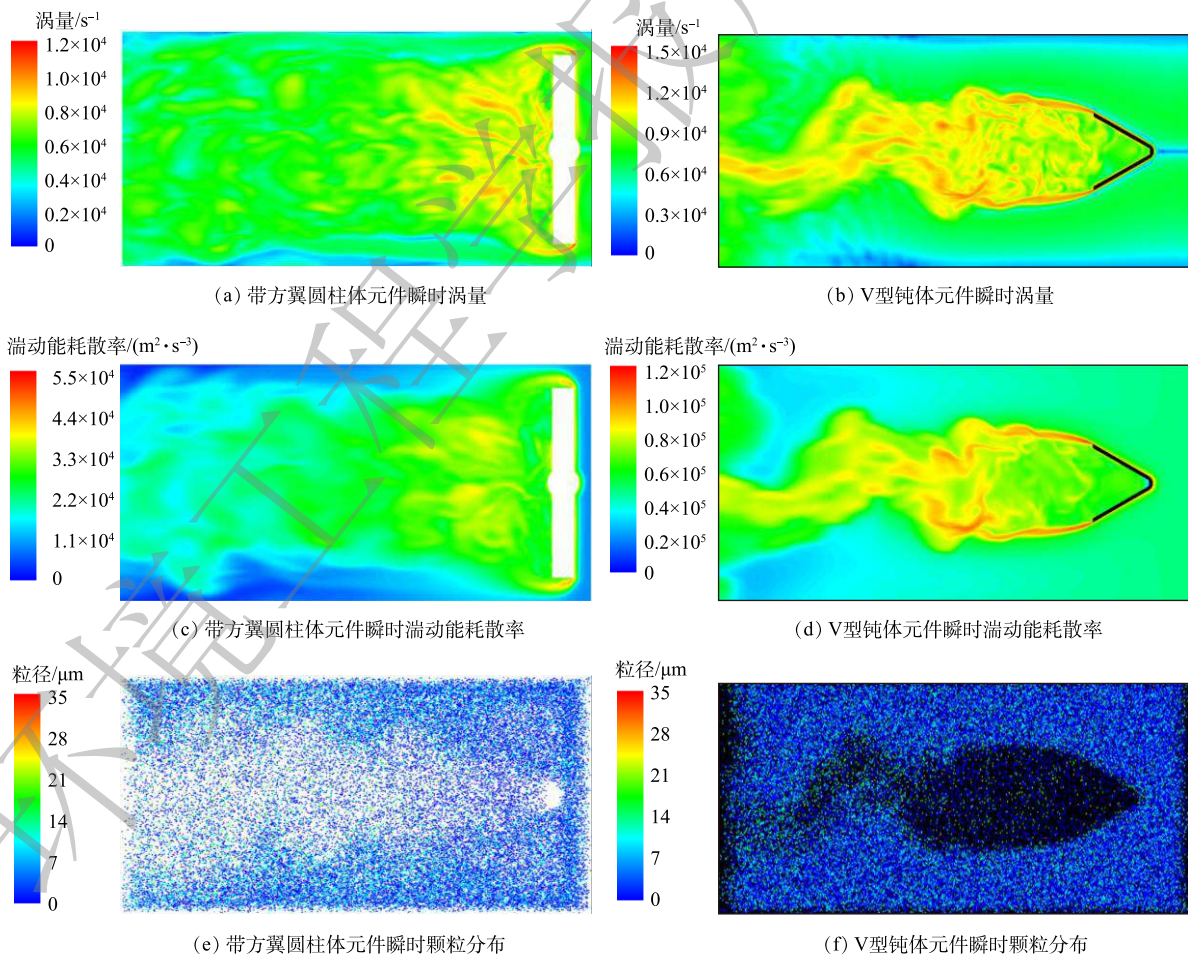 涡量/s⁻¹
1.2×10⁴
1.0×10⁴
0.8×10⁴
0.6×10⁴
0.4×10⁴
0.2×10⁴
0
(a) 带方翼圆柱体元件瞬时涡量
涡量/s⁻¹
1.5×10⁴
1.2×10⁴
0.9×10⁴
0.6×10⁴
0.3×10⁴
0
(b) V型钝体元件瞬时涡量
湍动能耗散率/(m²·s⁻³)
5.5×10⁴
4.4×10⁴
3.3×10⁴
2.2×10⁴
1.1×10⁴
0
(c) 带方翼圆柱体元件瞬时湍动能耗散率
湍动能耗散率/(m²·s⁻³)
1.2×10⁵
1.0×10⁵
0.8×10⁵
0.6×10⁵
0.4×10⁵
0.2×10⁵
0
(d) V型钝体元件瞬时湍动能耗散率
粒径/μm
35
28
21
14
7
0
(e) 带方翼圆柱体元件瞬时颗粒分布
粒径/μm
35
28
21
14
7
0
(f) V型钝体元件瞬时颗粒分布
环境工程学报